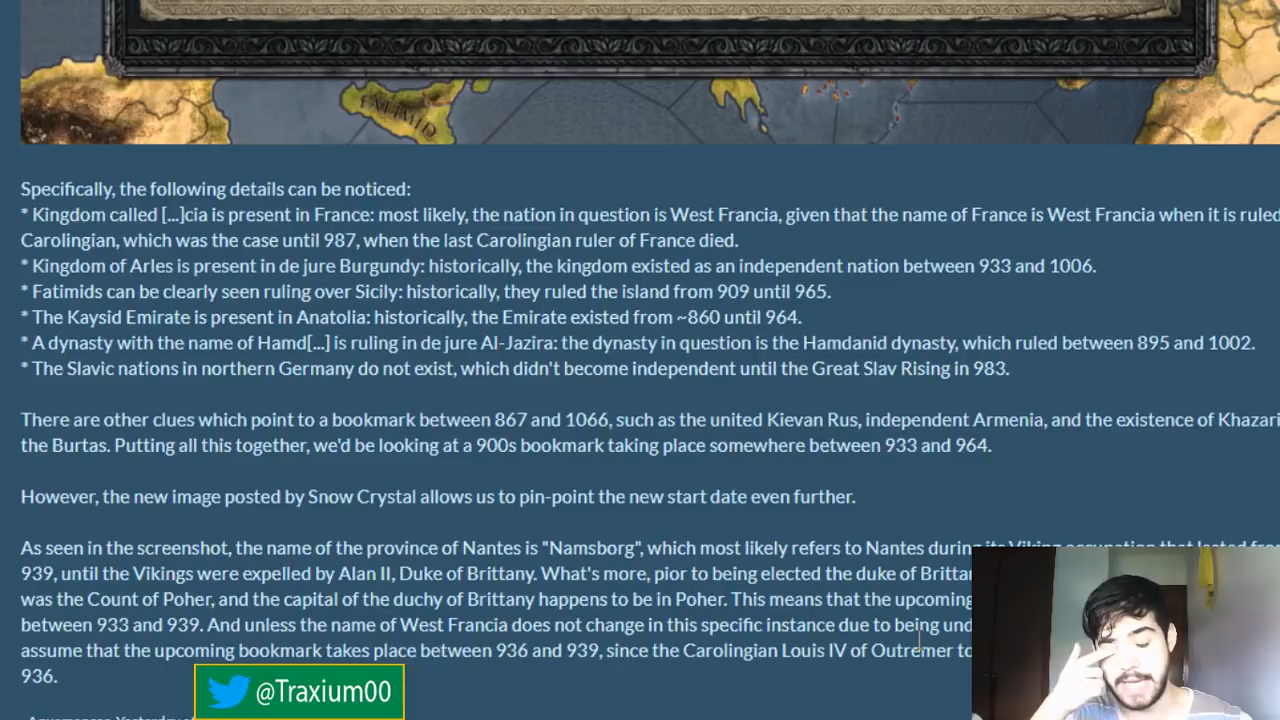 FATIMID
Specifically, the following details can be noticed:
* Kingdom called [...]cia is present in France: most likely, the nation in question is West Francia, given that the name of France is West Francia when it is ruled
Carolingian, which was the case until 987, when the last Carolingian ruler of France died.
* Kingdom of Arles is present in de jure Burgundy: historically, the kingdom existed as an independent nation between 933 and 1006.
* Fatimids can be clearly seen ruling over Sicily: historically, they ruled the island from 909 until 965.
* The Kaysid Emirate is present in Anatolia: historically, the Emirate existed from ~860 until 964.
* A dynasty with the name of Hamd[...] is ruling in de jure Al-Jazira: the dynasty in question is the Hamdanid dynasty, which ruled between 895 and 1002.
* The Slavic nations in northern Germany do not exist, which didn't become independent until the Great Slav Rising in 983.
There are other clues which point to a bookmark between 867 and 1066, such as the united Kievan Rus, independent Armenia, and the existence of Khazari
the Burtas. Putting all this together, we'd be looking at a 900s bookmark taking place somewhere between 933 and 964.
However, the new image posted by Snow Crystal allows us to pin-point the new start date even further.
As seen in the screenshot, the name of the province of Nantes is "Namsborg", which most likely refers to Nantes during its Viking occupation that lasted from
939, until the Vikings were expelled by Alan II, Duke of Brittany. What's more, pior to being elected the duke of Brittan
was the Count of Poher, and the capital of the duchy of Brittany happens to be in Poher. This means that the upcoming
between 933 and 939. And unless the name of West Francia does not change in this specific instance due to being und
assume that the upcoming bookmark takes place between 936 and 939, since the Carolingian Louis IV of Outremer to
936.
@Traxium00